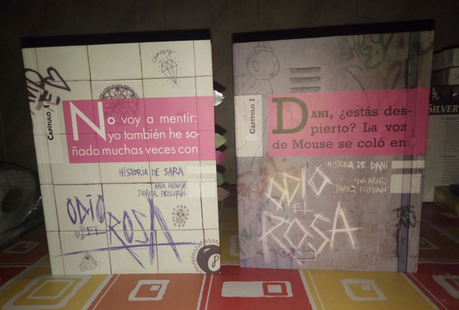 CAPÍTULO 1
No voy a mentir:
yo también he so-
ñado muchas veces con
HISTORIA DE SARA
ANA ALONSO
JAVIER PELEGRÍN
ODIO
EL
ROSA
8
CAPÍTULO 1
DANI, ¿estás des-
pierto? La voz
de Mouse se coló en
HISTORIA DE DANI
ANA ALONSO
JAVIER PELEGRÍN
ODIO
EL
ROSA
SILVER